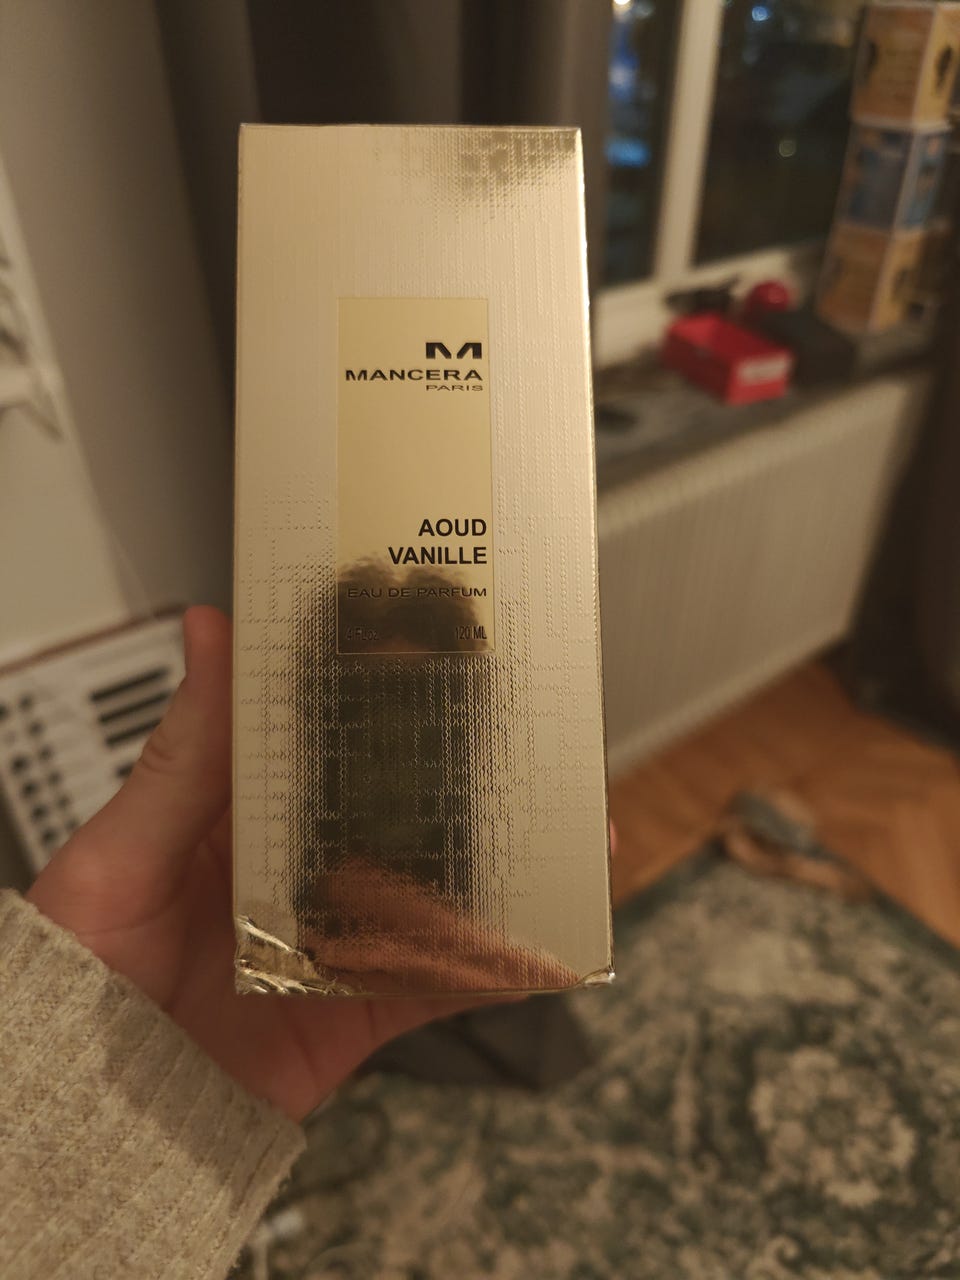 M
MANCERA
PARIS
AOUD
VANILLE
EAU DE PARFUM
4 FL.oz 120 ML